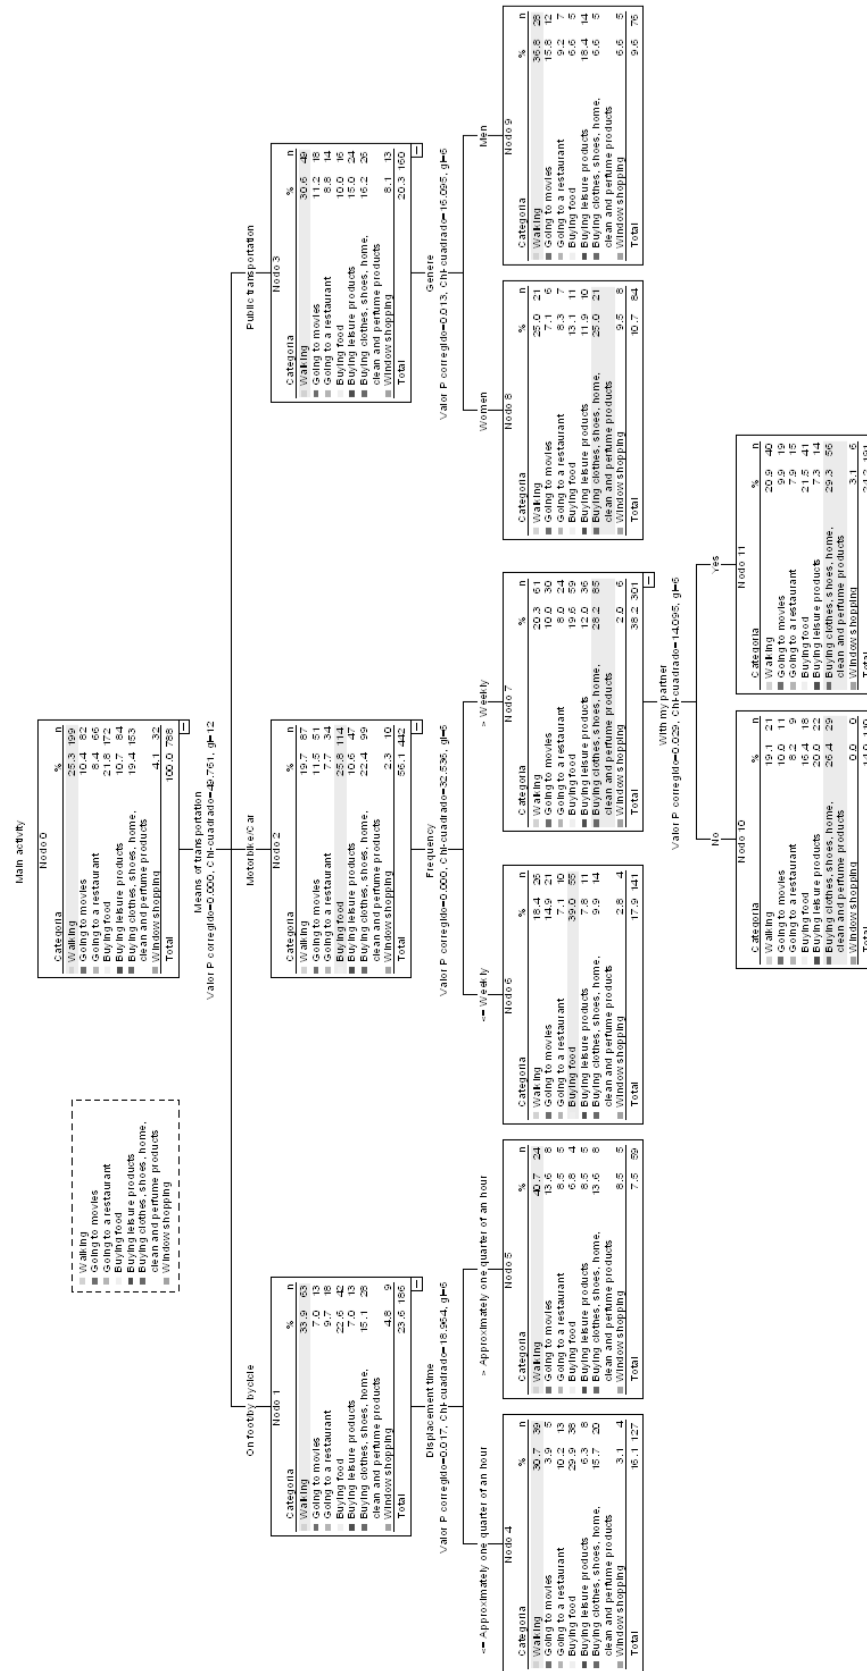 Main activity
Walking
Going to movies
Going to a restaurant
Buying food
Buying leisure products
Buying clothes, shoes, home,
clean and perfume products
Window shopping
Nodo 0
Categoria % n
Walking 25.3 199
Going to movies 10.4 82
Going to a restaurant 8.4 66
Buying food 21.8 172
Buying leisure products 10.7 84
Buying clothes, shoes, home, 19.4 153
clean and perfume products
Window shopping 4.1 32
Total 100.0 788
Means of transportation
Valor P corregido=0.000, Chi-cuadrado=49.761, gl=12
On foot/by bycicle
Motorbike/Car
Public transportation
Nodo 1
Categoria % n
Walking 33.9 63
Going to movies 7.0 13
Going to a restaurant 9.7 18
Buying food 22.6 42
Buying leisure products 7.0 13
Buying clothes, shoes, home, 15.1 28
clean and perfume products
Window shopping 4.8 9
Total 23.6 186
Nodo 2
Categoria % n
Walking 19.7 87
Going to movies 11.5 51
Going to a restaurant 7.7 34
Buying food 25.8 114
Buying leisure products 10.6 47
Buying clothes, shoes, home, 22.4 99
clean and perfume products
Window shopping 2.3 10
Total 56.1 442
Nodo 3
Categoria % n
Walking 30.6 49
Going to movies 11.2 18
Going to a restaurant 8.8 14
Buying food 10.0 16
Buying leisure products 15.0 24
Buying clothes, shoes, home, 16.2 26
clean and perfume products
Window shopping 8.1 13
Total 20.3 160
Displacement time
Valor P corregido=0.017, Chi-cuadrado=18.964, gl=6
Frequency
Valor P corregido=0.000, Chi-cuadrado=32.536, gl=6
Genere
Valor P corregido=0.013, Chi-cuadrado=16.095, gl=6
<= Approximately one quarter of an hour
> Approximately one quarter of an hour
<= Weekly
> Weekly
Women
Men
Nodo 4
Categoria % n
Walking 30.7 39
Going to movies 3.9 5
Going to a restaurant 10.2 13
Buying food 29.9 38
Buying leisure products 6.3 8
Buying clothes, shoes, home, 15.7 20
clean and perfume products
Window shopping 3.1 4
Total 16.1 127
Nodo 5
Categoria % n
Walking 40.7 24
Going to movies 13.6 8
Going to a restaurant 8.5 5
Buying food 6.8 4
Buying leisure products 8.5 5
Buying clothes, shoes, home, 13.6 8
clean and perfume products
Window shopping 8.5 5
Total 7.5 59
Nodo 6
Categoria % n
Walking 18.4 26
Going to movies 14.9 21
Going to a restaurant 7.1 10
Buying food 39.0 55
Buying leisure products 7.8 11
Buying clothes, shoes, home, 9.9 14
clean and perfume products
Window shopping 2.8 4
Total 17.9 141
Nodo 7
Categoria % n
Walking 20.3 61
Going to movies 10.0 30
Going to a restaurant 8.0 24
Buying food 19.6 59
Buying leisure products 12.0 36
Buying clothes, shoes, home, 28.2 85
clean and perfume products
Window shopping 2.0 6
Total 38.2 301
Nodo 8
Categoria % n
Walking 25.0 21
Going to movies 7.1 6
Going to a restaurant 8.3 7
Buying food 13.1 11
Buying leisure products 11.9 10
Buying clothes, shoes, home, 25.0 21
clean and perfume products
Window shopping 9.5 8
Total 10.7 84
Nodo 9
Categoria % n
Walking 36.8 28
Going to movies 15.8 12
Going to a restaurant 9.2 7
Buying food 6.6 5
Buying leisure products 18.4 14
Buying clothes, shoes, home, 6.6 5
clean and perfume products
Window shopping 6.6 5
Total 9.6 76
With my partner
Valor P corregido=0.029, Chi-cuadrado=14.095, gl=6
No
Yes
Nodo 10
Categoria % n
Walking 19.1 21
Going to movies 10.0 11
Going to a restaurant 8.2 9
Buying food 16.4 18
Buying leisure products 20.0 22
Buying clothes, shoes, home, 26.4 29
clean and perfume products
Window shopping 0.0 0
Total 14.0 110
Nodo 11
Categoria % n
Walking 20.9 40
Going to movies 9.9 19
Going to a restaurant 7.9 15
Buying food 21.5 41
Buying leisure products 7.3 14
Buying clothes, shoes, home, 29.3 56
clean and perfume products
Window shopping 3.1 6
Total 24.2 191